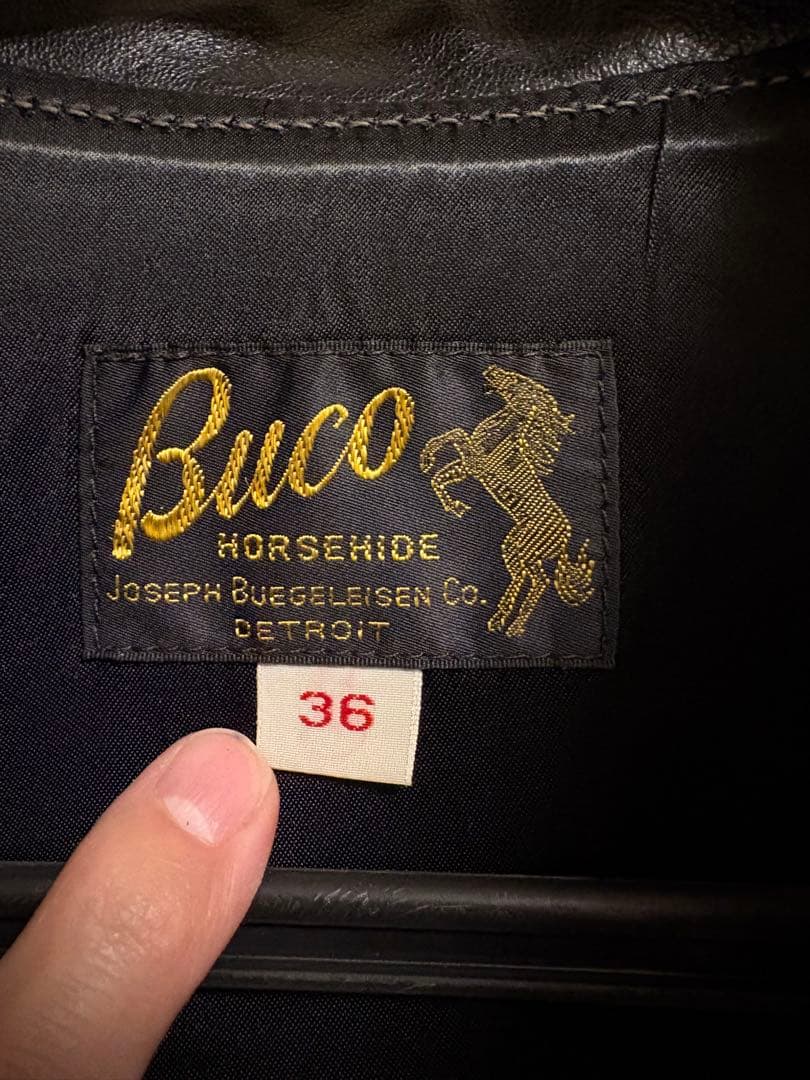 Buco
HORSEHIDE
JOSEPH BUEGELEISEN CO.
DETROIT
36